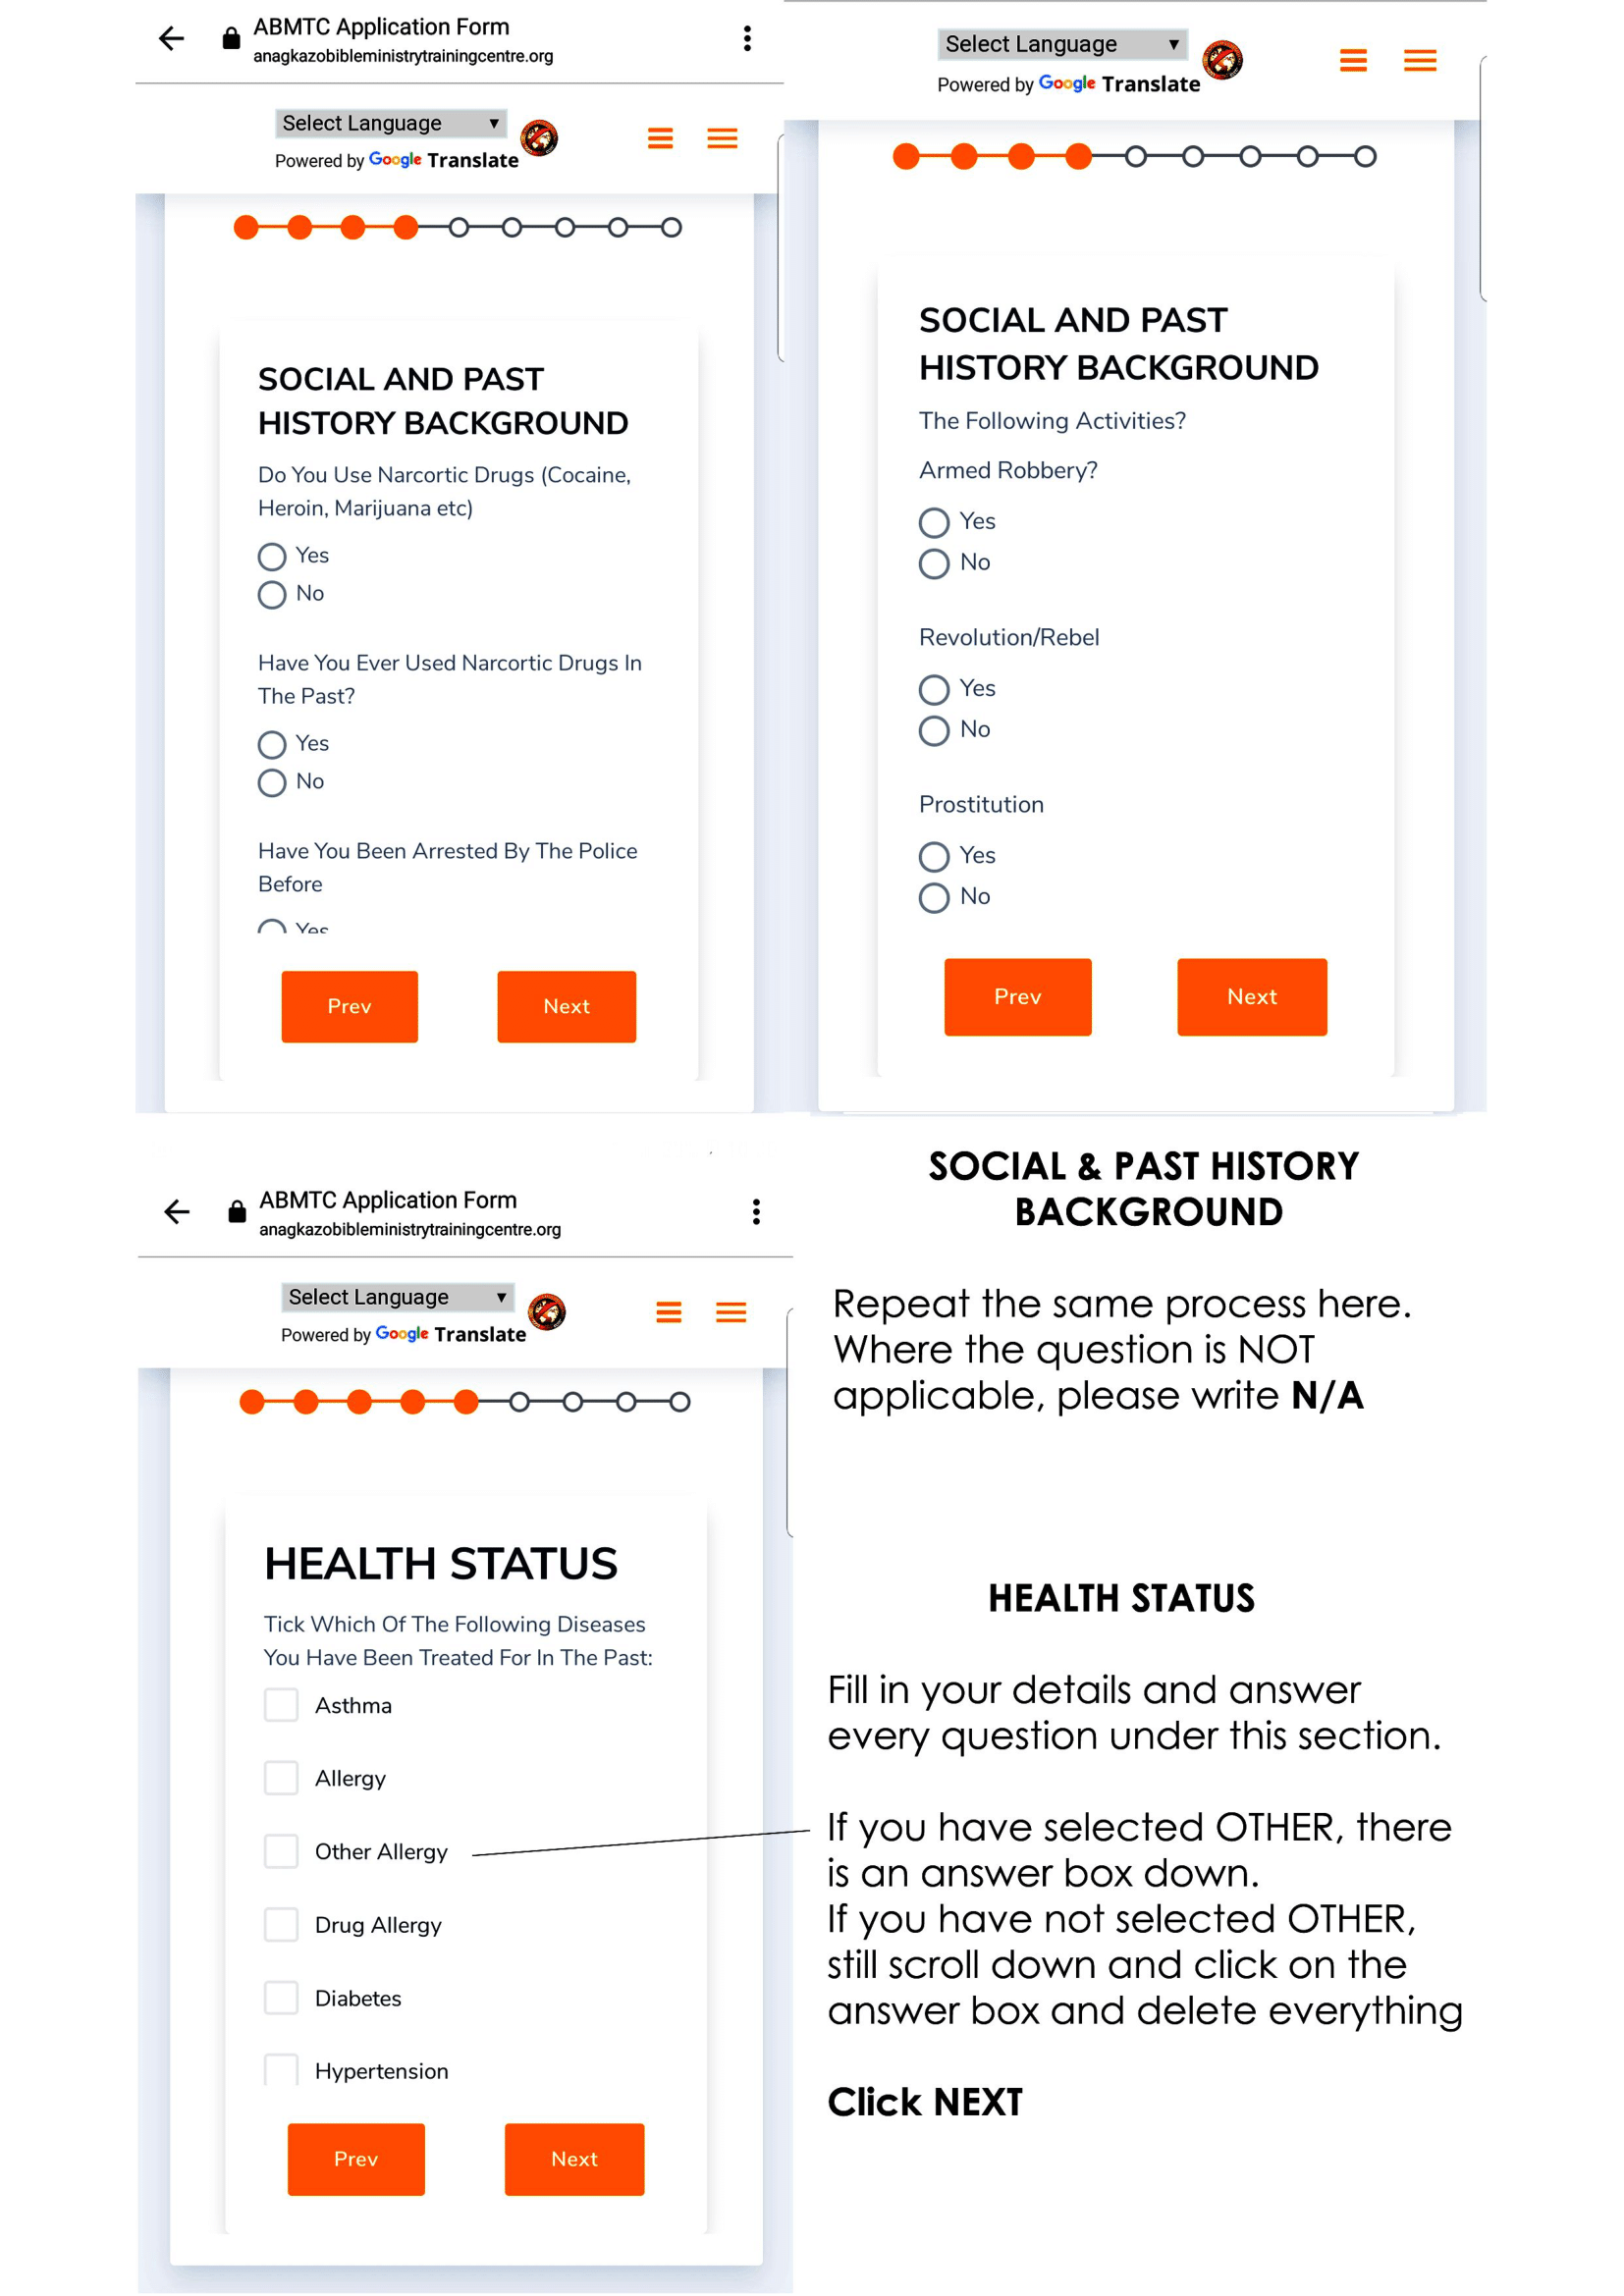 ABMTC Application Form
anagkazobibleministrytrainingcentre.org
Select Language
Powered by Google Translate
SOCIAL AND PAST
HISTORY BACKGROUND
Do You Use Narcortic Drugs (Cocaine,
Heroin, Marijuana etc)
Yes
No
Have You Ever Used Narcortic Drugs In
The Past?
Yes
No
Have You Been Arrested By The Police
Before
Yes
Prev
Next
Select Language
Powered by Google Translate
SOCIAL AND PAST
HISTORY BACKGROUND
The Following Activities?
Armed Robbery?
Yes
No
Revolution/Rebel
Yes
No
Prostitution
Yes
No
Prev
Next
ABMTC Application Form
anagkazobibleministrytrainingcentre.org
Select Language
Powered by Google Translate
HEALTH STATUS
Tick Which Of The Following Diseases
You Have Been Treated For In The Past:
Asthma
Allergy
Other Allergy
Drug Allergy
Diabetes
Hypertension
Prev
Next
SOCIAL & PAST HISTORY
BACKGROUND
Repeat the same process here.
Where the question is NOT
applicable, please write N/A
HEALTH STATUS
Fill in your details and answer
every question under this section.
If you have selected OTHER, there
is an answer box down.
If you have not selected OTHER,
still scroll down and click on the
answer box and delete everything
Click NEXT